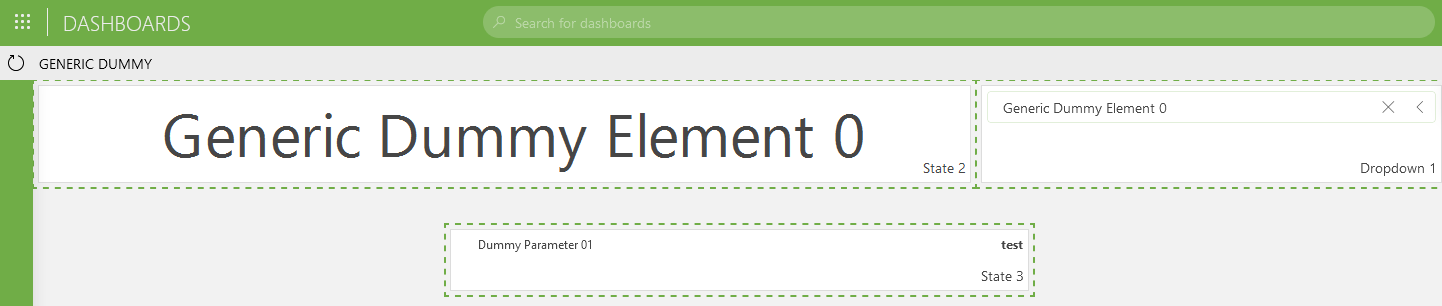 DASHBOARDS
Search for dashboards
GENERIC DUMMY
Generic Dummy Element 0
State 2
Generic Dummy Element 0
Dropdown 1
Dummy Parameter 01 test
State 3